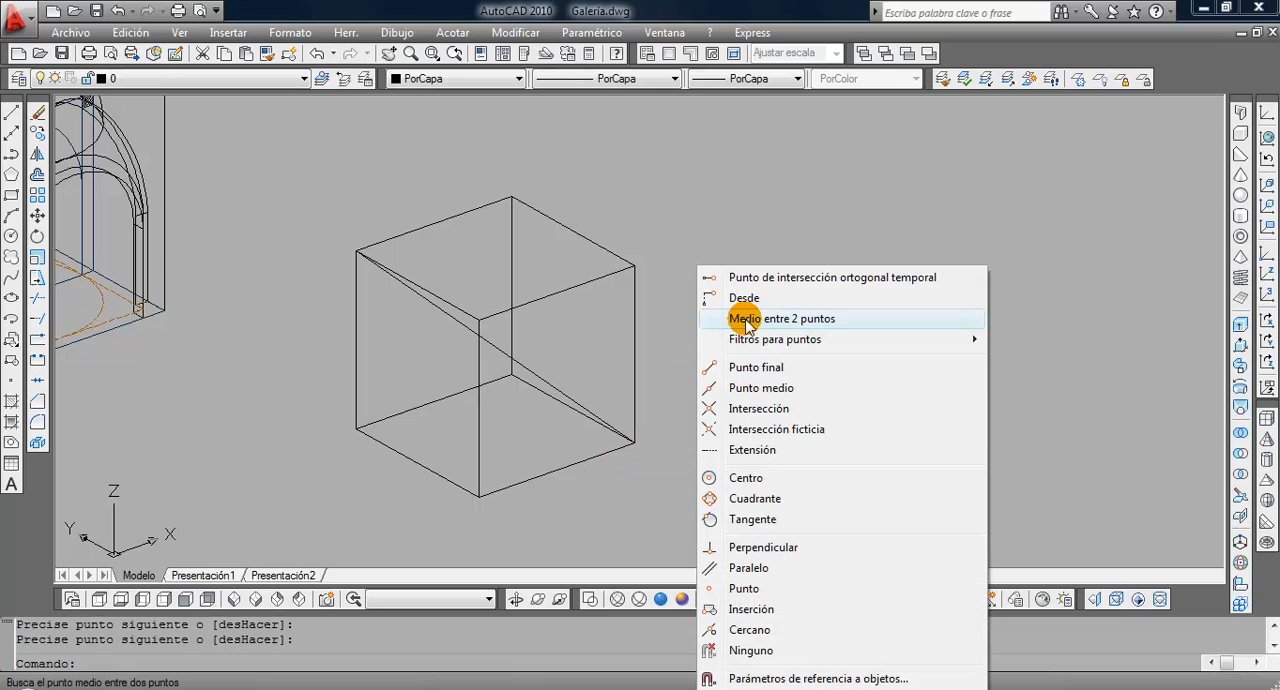 AutoCAD 2010 Galería.dwg
Escriba palabra clave o frase
Archivo Edición Ver Insertar Formato Herr. Dibujo Acotar Modificar Paramétrico Ventana ? Express
Ajustar escala
0 PorCapa PorCapa PorCapa PorColor
Punto de intersección ortogonal temporal
Desde
Medio entre 2 puntos
Filtros para puntos
Punto final
Punto medio
Intersección
Intersección ficticia
Extensión
Centro
Cuadrante
Tangente
Perpendicular
Paralelo
Punto
Inserción
Cercano
Ninguno
Parámetros de referencia a objetos...
Z
Y X
Modelo Presentación1 Presentación2
Precise punto siguiente o [desHacer]:
Precise punto siguiente o [desHacer]:
Comando:
Busca el punto medio entre dos puntos